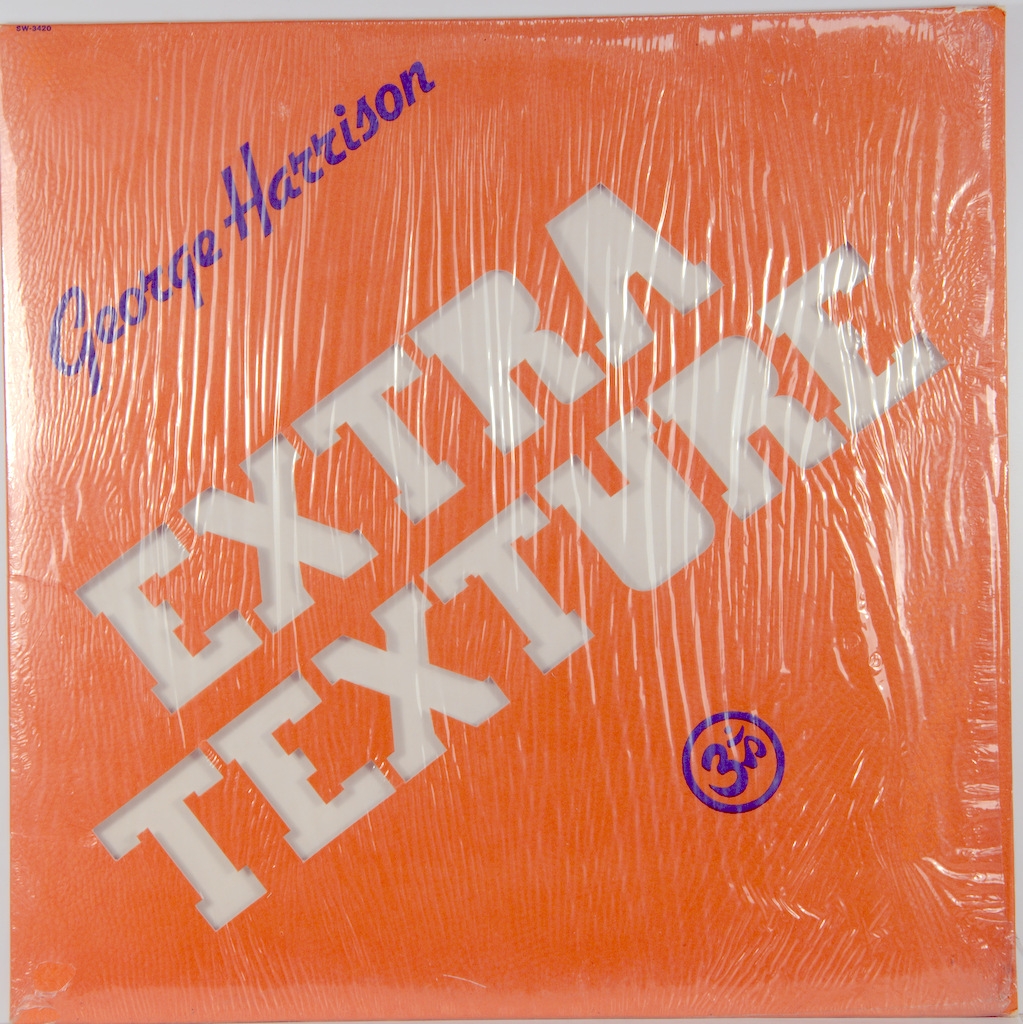 SW-3420
George Harrison
EXTRA
TEXTURE
ॐ